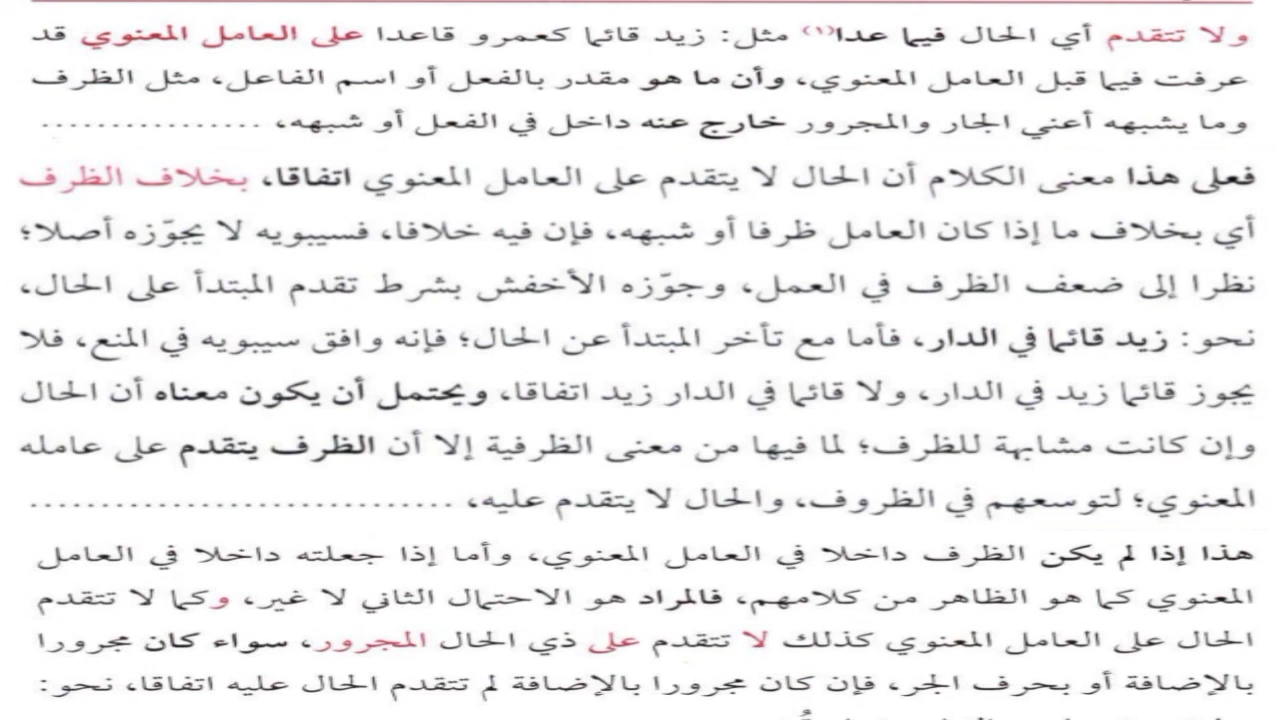 ولا تتقدم أي الحال فيما عدا(١) مثل: زيد قائما كعمرو قاعدا على العامل المعنوي قد
عرفت فيما قبل العامل المعنوي، وأن ما هو مقدر بالفعل أو اسم الفاعل، مثل الظرف
وما يشبهه أعني الجار والمجرور خارج عنه داخل في الفعل أو شبهه، ................
فعلى هذا معنى الكلام أن الحال لا يتقدم على العامل المعنوي اتفاقا، بخلاف الظرف
أي بخلاف ما إذا كان العامل ظرفا أو شبهه، فإن فيه خلافا، فسيبويه لا يجوّزه أصلا؛
نظرا إلى ضعف الظرف في العمل، وجوّزه الأخفش بشرط تقدم المبتدأ على الحال،
نحو: زيد قائما في الدار، فأما مع تأخر المبتدأ عن الحال؛ فإنه وافق سيبويه في المنع، فلا
يجوز قائما زيد في الدار، ولا قائما في الدار زيد اتفاقا، ويحتمل أن يكون معناه أن الحال
وإن كانت مشابهة للظرف؛ لما فيها من معنى الظرفية إلا أن الظرف يتقدم على عامله
المعنوي؛ لتوسعهم في الظروف، والحال لا يتقدم عليه، ..............................
هذا إذا لم يكن الظرف داخلا في العامل المعنوي، وأما إذا جعلته داخلا في العامل
المعنوي كما هو الظاهر من كلامهم، فالمراد هو الاحتمال الثاني لا غير، وكما لا تتقدم
الحال على العامل المعنوي كذلك لا تتقدم على ذي الحال المجرور، سواء كان مجرورا
بالإضافة أو بحرف الجر، فإن كان مجرورا بالإضافة لم تتقدم الحال عليه اتفاقا، نحو: